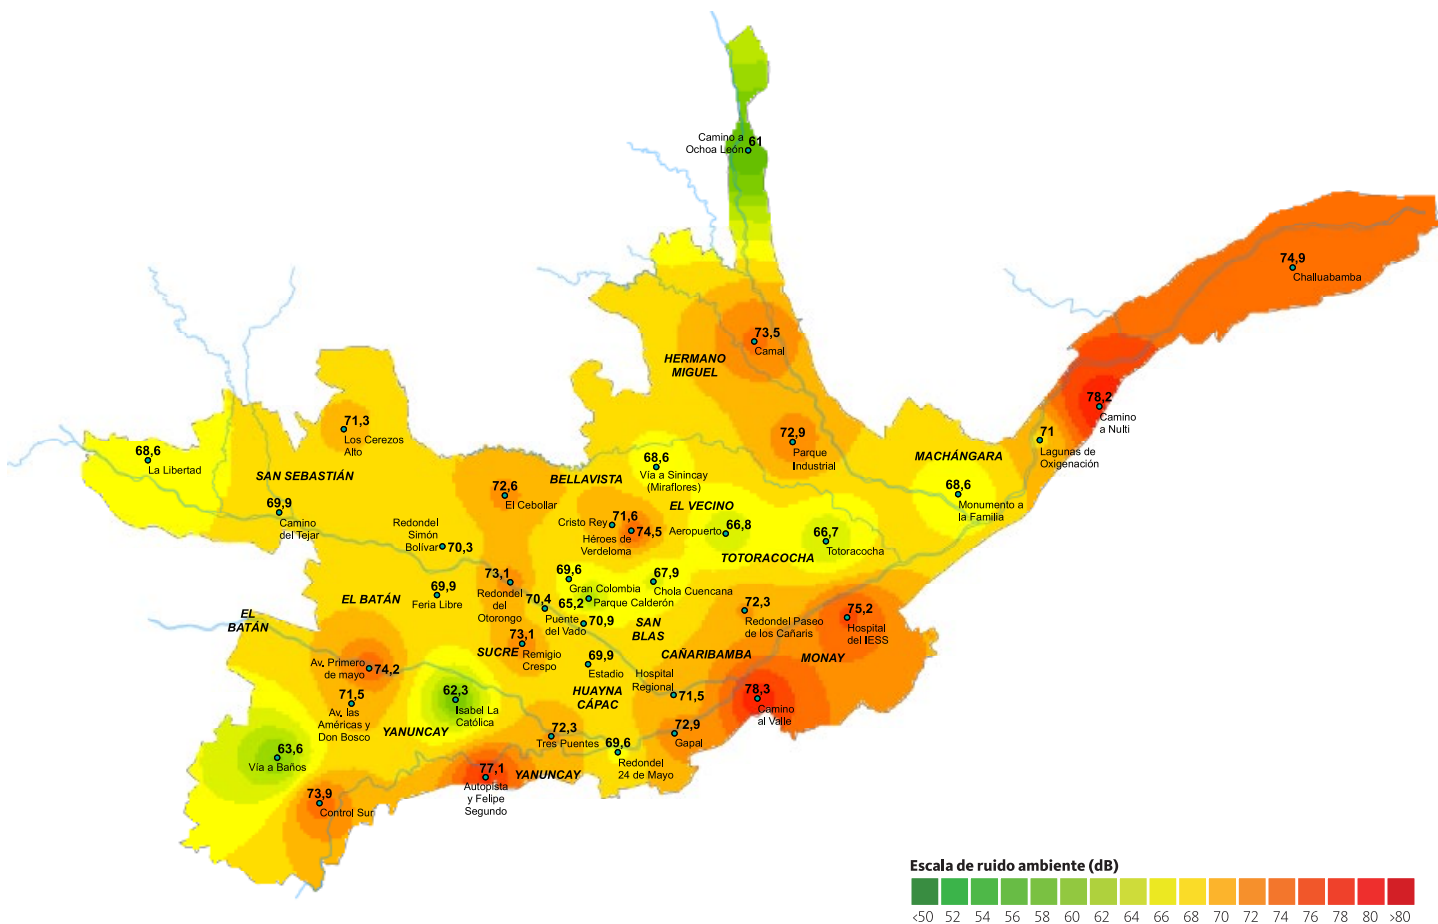 Camino a
Ochoa León
61
74,9
Challuabamba
73,5
Camal
HERMANO
MIGUEL
78,2
Camino
a Nulti
71,3
Los Cerezos
Alto
71
Lagunas de
Oxigenación
72,9
Parque
Industrial
MACHÁNGARA
68,6
La Libertad
SAN SEBASTIÁN
68,6
Vía a Sinincay
(Miraflores)
BELLAVISTA
72,6
El Cebollar
68,6
Monumento a
la Familia
69,9
Camino
del Tejar
EL VECINO
Redondel
Simón
Bolívar
70,3
Cristo Rey
71,6
74,5
Héroes de
Verdeloma
Aeropuerto
66,8
66,7
Totoracocha
TOTORACOCHA
73,1
Redondel
del
Otorongo
69,6
Gran Colombia
67,9
Chola Cuencana
69,9
Feria Libre
EL BATÁN
65,2
Parque Calderón
70,4
Puente
del Vado
70,9
72,3
Redondel Paseo
de los Cañaris
75,2
Hospital
del IESS
EL
BATÁN
SAN
BLAS
73,1
Remigio
Crespo
SUCRE
CAÑARIBAMBA
MONAY
Av. Primero
de mayo
74,2
69,9
Estadio
Hospital
Regional
71,5
62,3
Isabel La
Católica
HUAYNA
CÁPAC
78,3
Camino
al Valle
71,5
Av. las
Américas y
Don Bosco
YANUNCAY
72,3
Tres Puentes
72,9
Gapal
63,6
Vía a Baños
69,6
Redondel
24 de Mayo
77,1
Autopista
y Felipe
Segundo
YANUNCAY
73,9
Control Sur
Escala de ruido ambiente (dB)
<50 52 54 56 58 60 62 64 66 68 70 72 74 76 78 80 >80